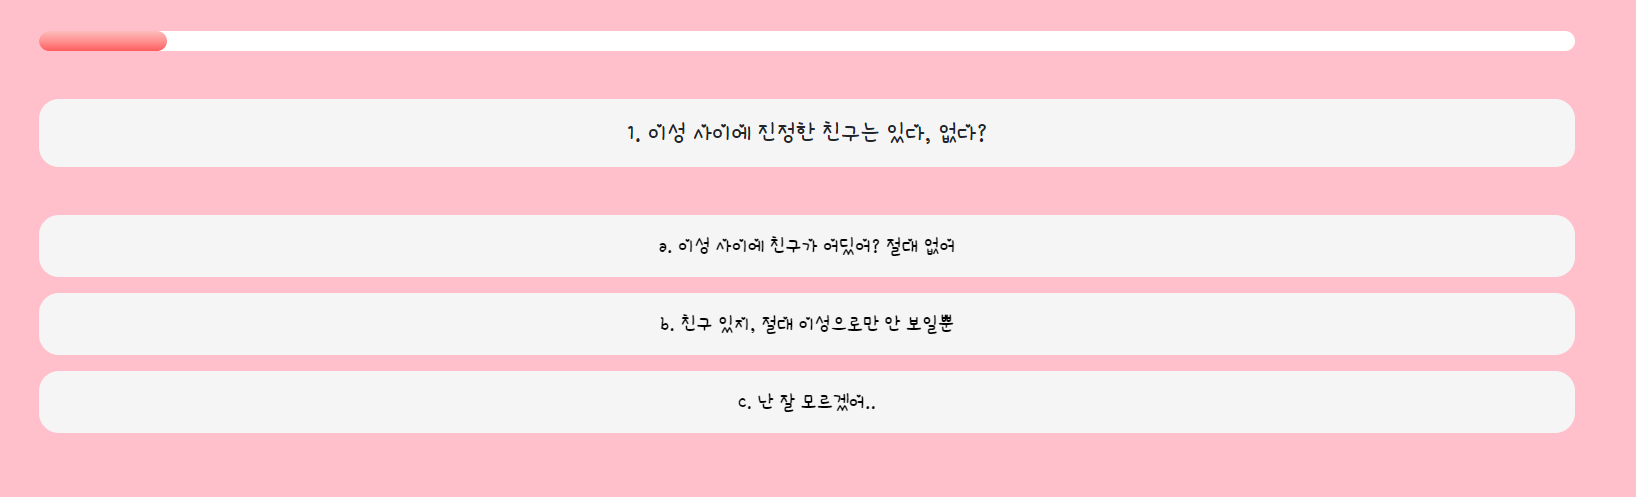 1. 이성 사이에 진정한 친구는 있다, 없다?
a. 이성 사이에 친구가 어딨어? 절대 없어
b. 친구 있지, 절대 이성으로만 안 보일뿐
c. 난 잘 모르겠어..